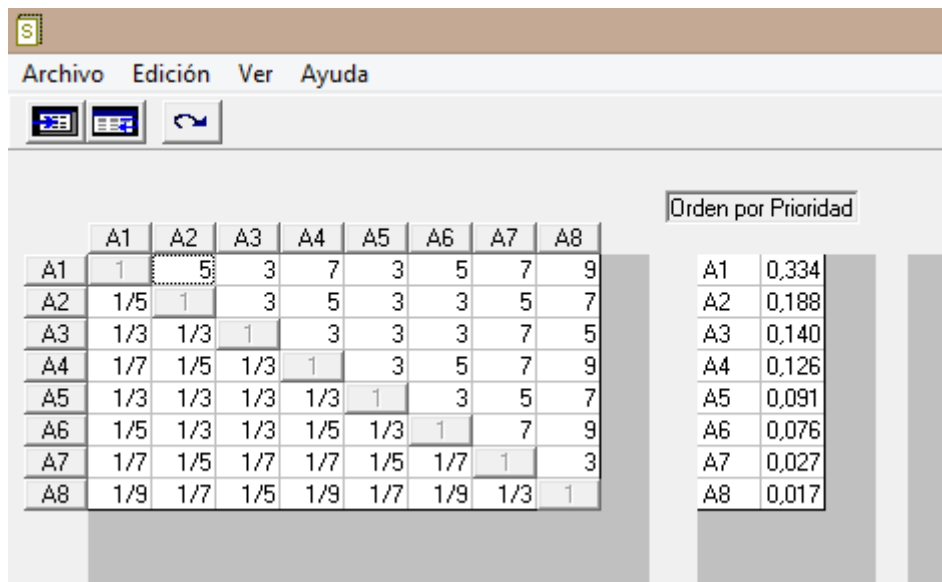 S
Archivo Edición Ver Ayuda
Orden por Prioridad
A1 A2 A3 A4 A5 A6 A7 A8
A1 1 5 3 7 3 5 7 9
A2 1/5 1 3 5 3 3 5 7
A3 1/3 1/3 1 3 3 3 7 5
A4 1/7 1/5 1/3 1 3 5 7 9
A5 1/3 1/3 1/3 1/3 1 3 5 7
A6 1/5 1/3 1/3 1/5 1/3 1 7 9
A7 1/7 1/5 1/7 1/7 1/5 1/7 1 3
A8 1/9 1/7 1/5 1/9 1/7 1/9 1/3 1
A1 0,334
A2 0,188
A3 0,140
A4 0,126
A5 0,091
A6 0,076
A7 0,027
A8 0,017